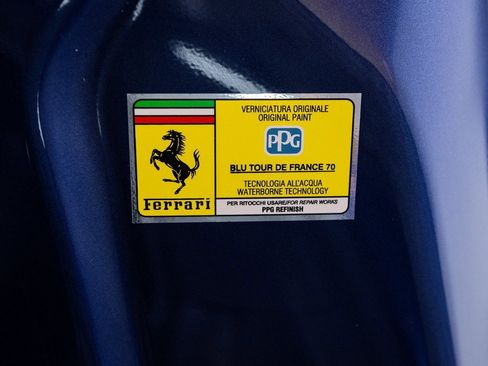 VERNICIATURA ORIGINALE
ORIGINAL PAINT
PPG
BLU TOUR DE FRANCE 70
TECNOLOGIA ALL'ACQUA
WATERBORNE TECHNOLOGY
Ferrari
PER RITOCCHI USARE/FOR REPAIR WORKS
PPG REFINISH